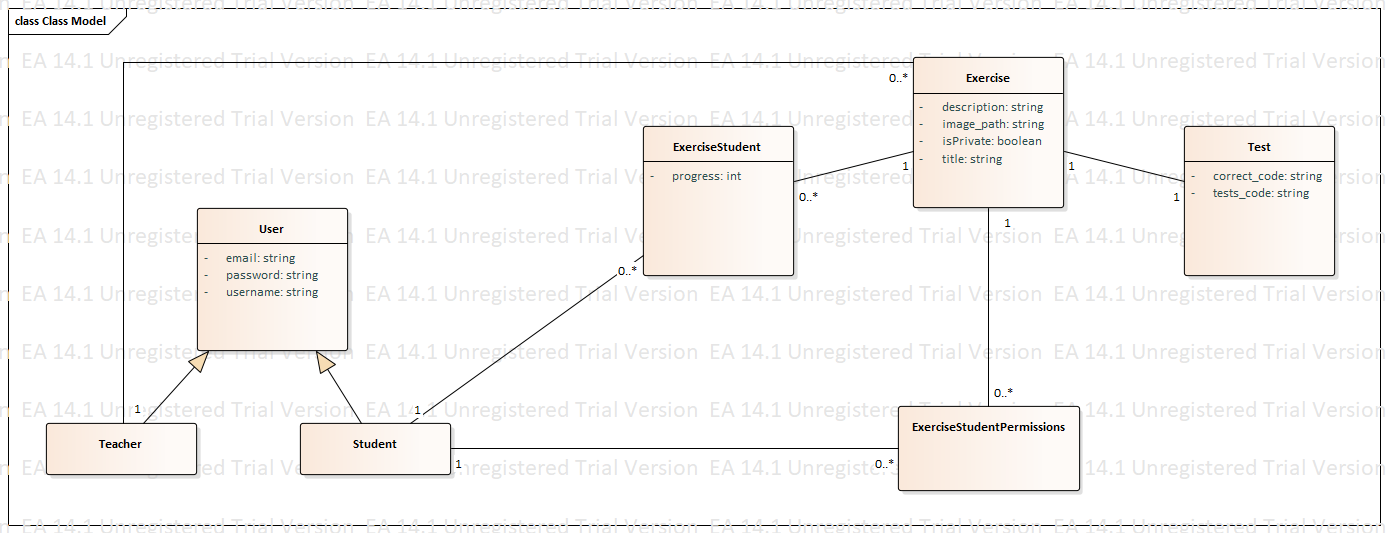 class Class Model
EA 14.1 Unregistered Trial Version EA 14.1 Unregistered Trial Version EA 14.1 Unregistered Trial Version EA 14.1 Unregistered Trial Version
Exercise
- description: string
- image_path: string
- isPrivate: boolean
- title: string
0..*
ExerciseStudent
- progress: int
Test
- correct_code: string
- tests_code: string
1
0..*
1
1
1
User
- email: string
- password: string
- username: string
0..*
0..*
1
1
Teacher
Student
ExerciseStudentPermissions
1
0..*